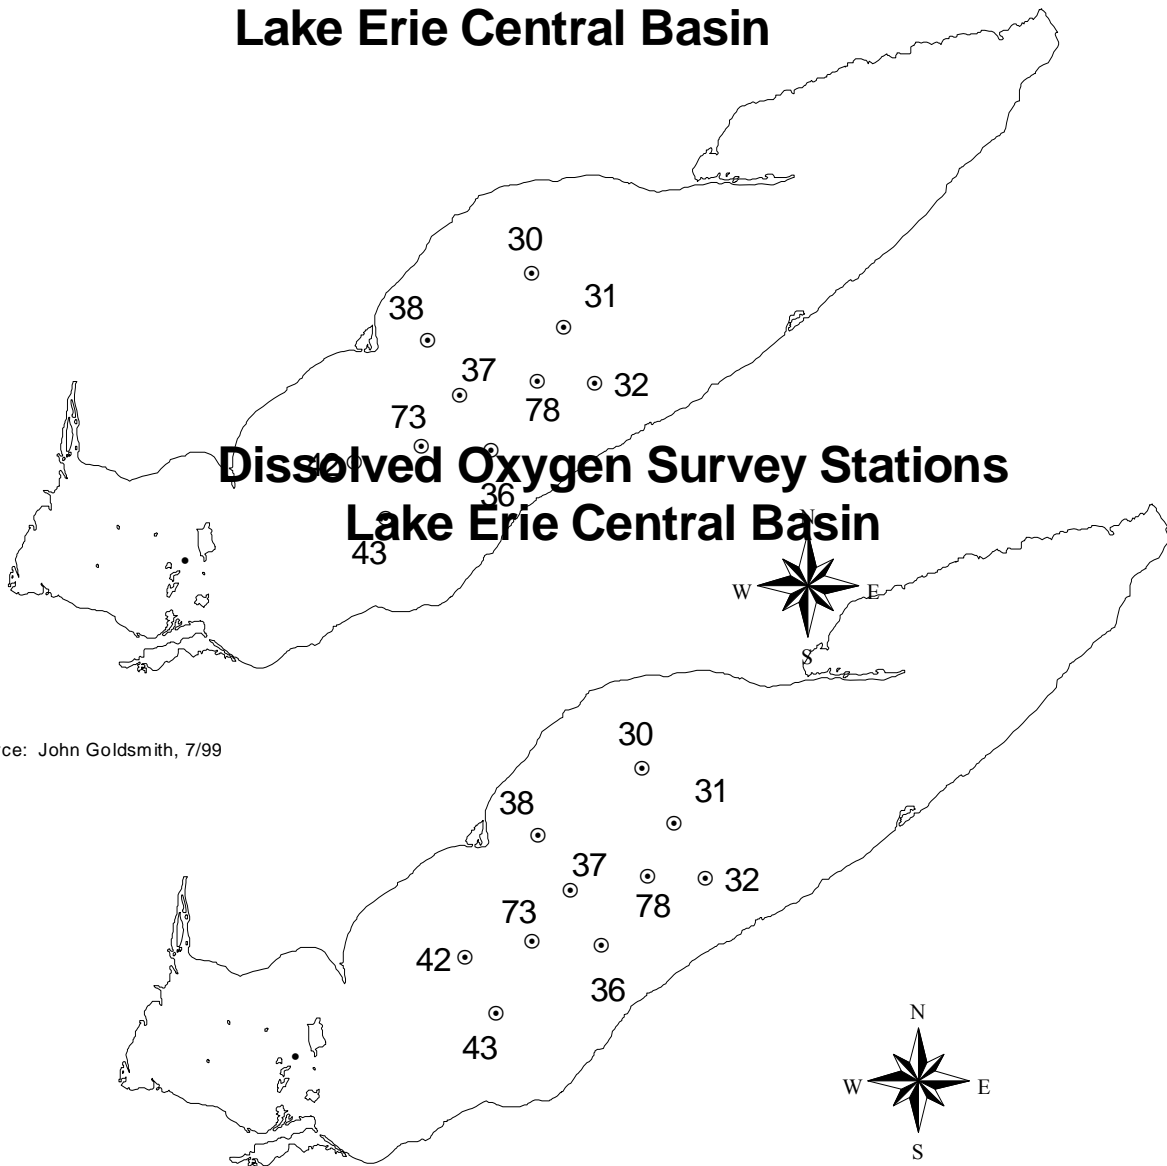 Lake Erie Central Basin
30
31
38
37
32
78
73
42
36
43
Dissolved Oxygen Survey Stations
Lake Erie Central Basin
N
W
E
S
ce: John Goldsmith, 7/99
30
31
38
37
32
78
73
42
36
43
N
W
E
S